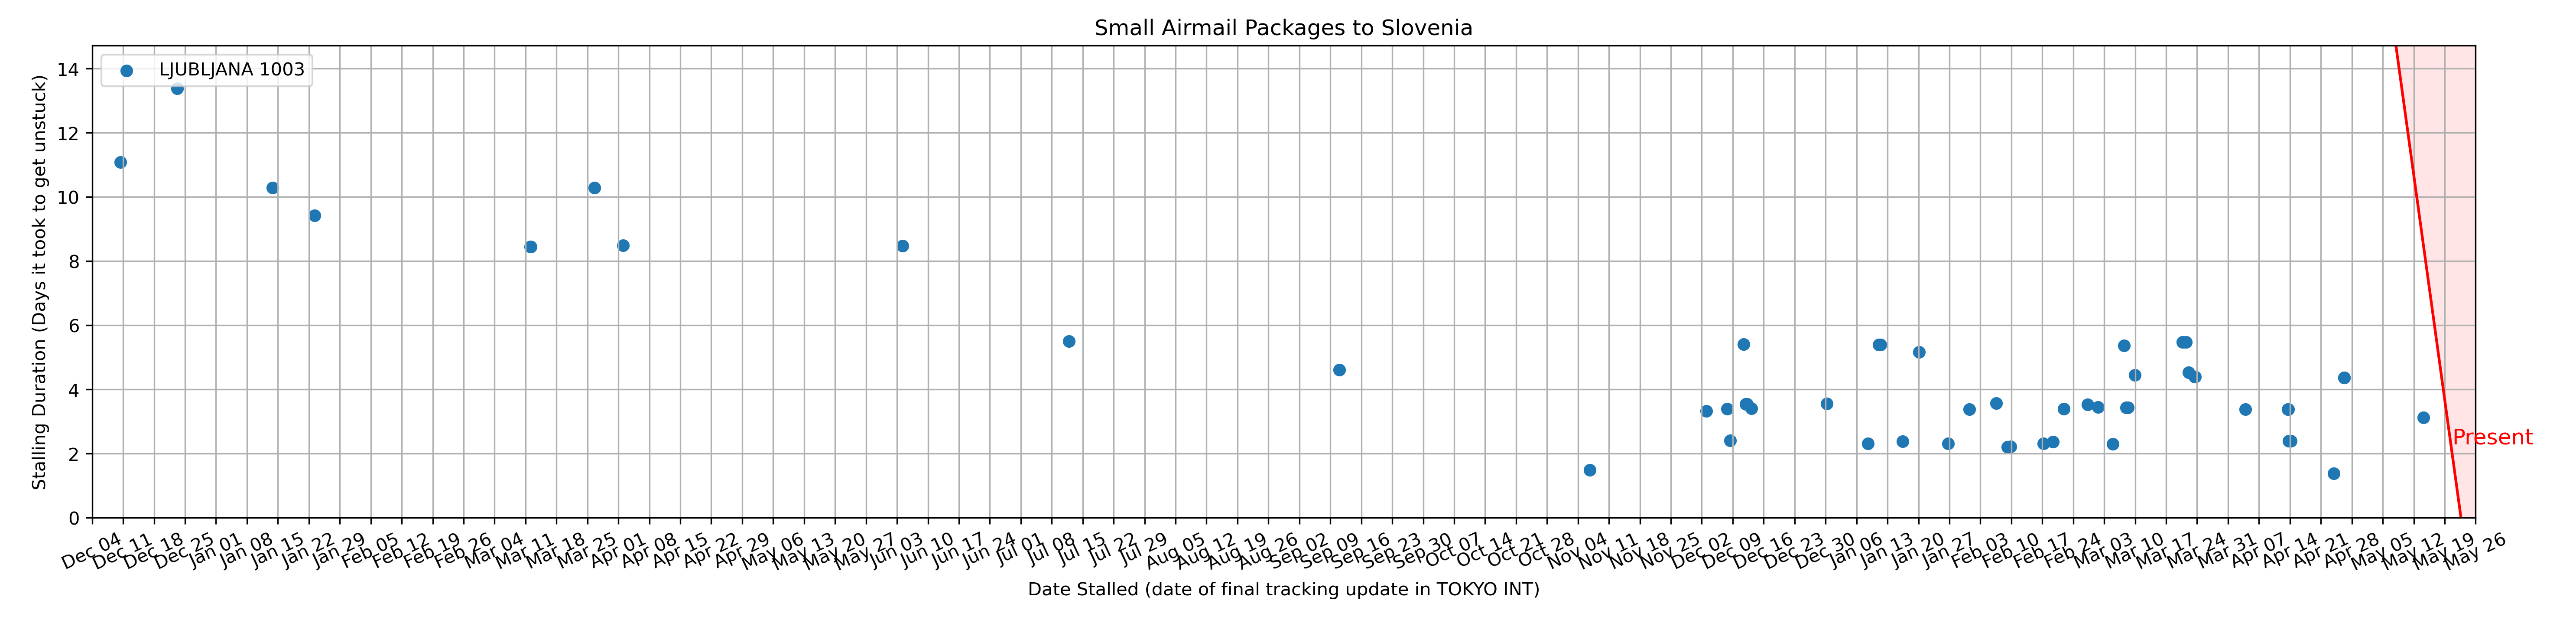 Small Airmail Packages to Slovenia
LJUBLJANA 1003
Stalling Duration (Days it took to get unstuck)
14
12
10
8
6
4
2
0
Present
Dec 04 Dec 11 Dec 18 Dec 25 Jan 01 Jan 08 Jan 15 Jan 22 Jan 29 Feb 05 Feb 12 Feb 19 Feb 26 Mar 04 Mar 11 Mar 18 Mar 25 Apr 01 Apr 08 Apr 15 Apr 22 Apr 29 May 06 May 13 May 20 May 27 Jun 03 Jun 10 Jun 17 Jun 24 Jul 01 Jul 08 Jul 15 Jul 22 Jul 29 Aug 05 Aug 12 Aug 19 Aug 26 Sep 02 Sep 09 Sep 16 Sep 23 Sep 30 Oct 07 Oct 14 Oct 21 Oct 28 Nov 04 Nov 11 Nov 18 Nov 25 Dec 02 Dec 09 Dec 16 Dec 23 Dec 30 Jan 06 Jan 13 Jan 20 Jan 27 Feb 03 Feb 10 Feb 17 Feb 24 Mar 03 Mar 10 Mar 17 Mar 24 Mar 31 Apr 07 Apr 14 Apr 21 Apr 28 May 05 May 12 May 19 May 26
Date Stalled (date of final tracking update in TOKYO INT)